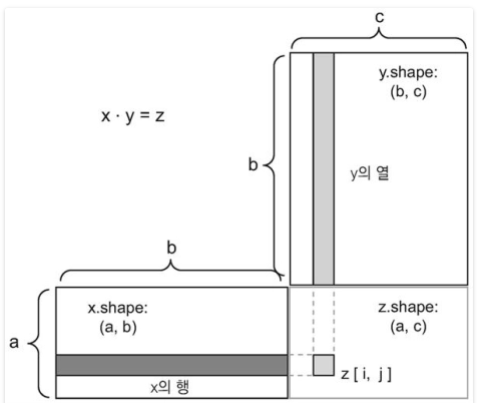 c
y.shape:
(b, c)
x · y = z
b
y의 열
b
x.shape:
(a, b)
z.shape:
(a, c)
a
z [ i, j ]
x의 행